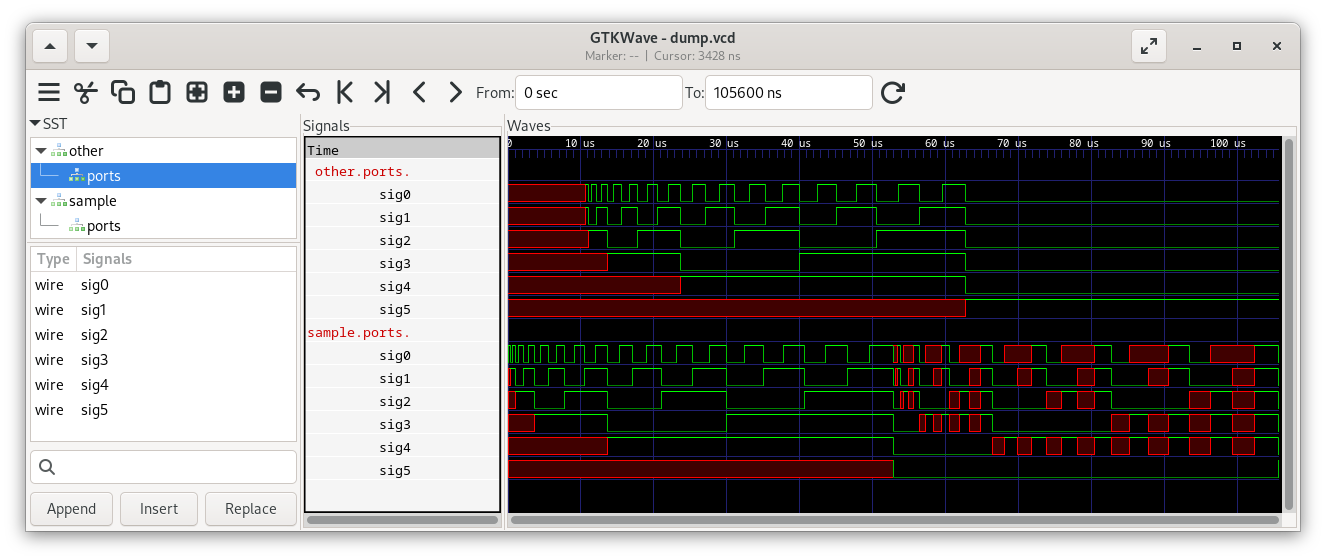 GTKWave - dump.vcd
Marker: -- | Cursor: 3428 ns
From: 0 sec To: 105600 ns
SST
other
ports
sample
ports
Type Signals
wire sig0
wire sig1
wire sig2
wire sig3
wire sig4
wire sig5
Append Insert Replace
Signals
Time
other.ports.
sig0
sig1
sig2
sig3
sig4
sig5
sample.ports.
sig0
sig1
sig2
sig3
sig4
sig5
Waves
0 10 us 20 us 30 us 40 us 50 us 60 us 70 us 80 us 90 us 100 us